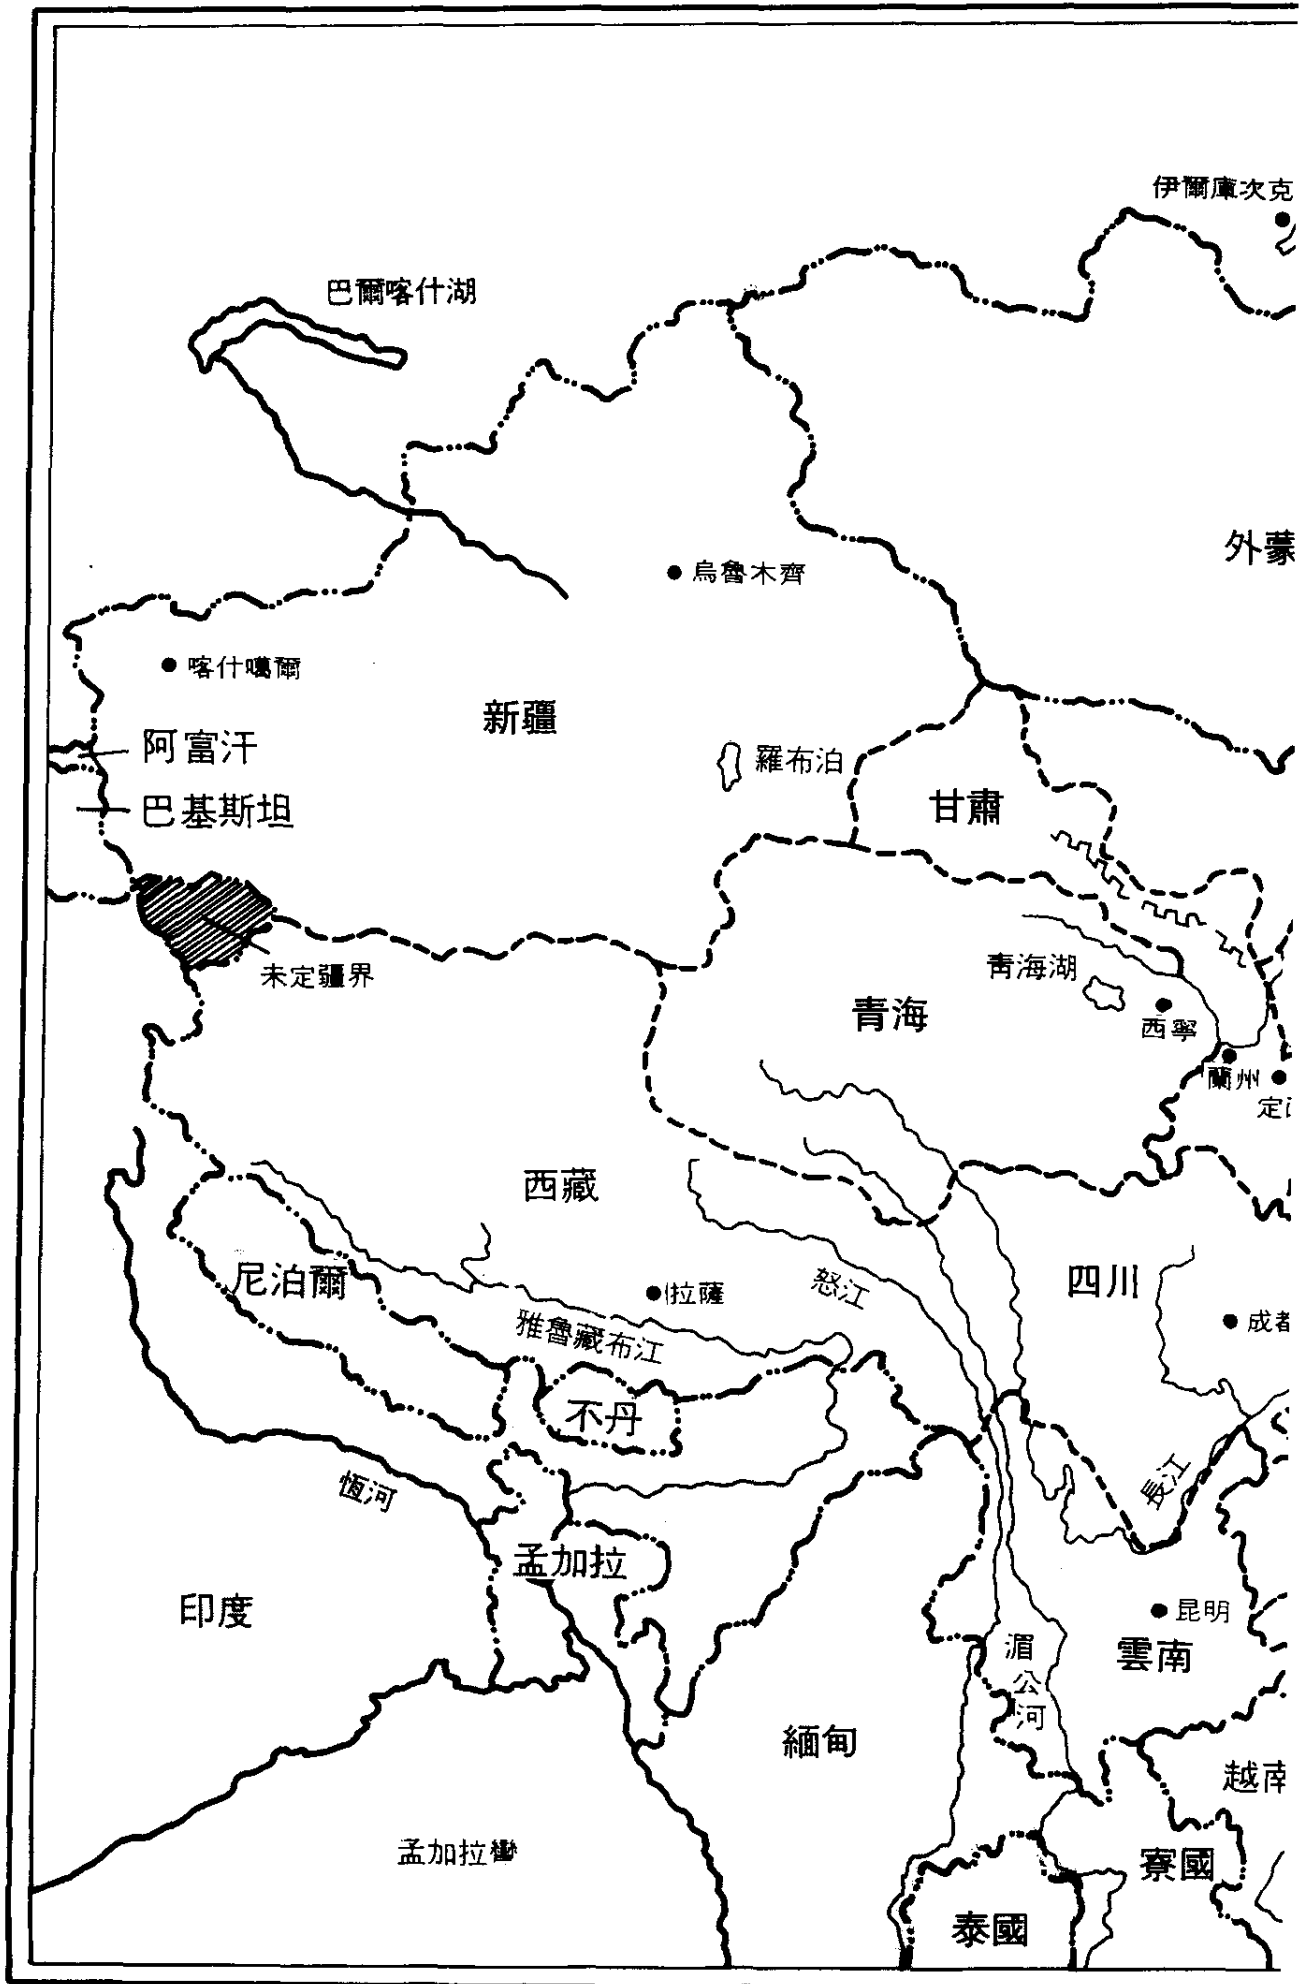 伊爾庫次克
巴爾喀什湖
外蒙
烏魯木齊
喀什噶爾
新疆
阿富汗
羅布泊
巴基斯坦
甘肅
未定疆界
青海湖
青海
西寧
蘭州
定
西藏
尼泊爾
拉薩
怒江
四川
成都
雅魯藏布江
不丹
恆河
長江
孟加拉
印度
昆明
雲南
湄公河
緬甸
越南
孟加拉灣
寮國
泰國